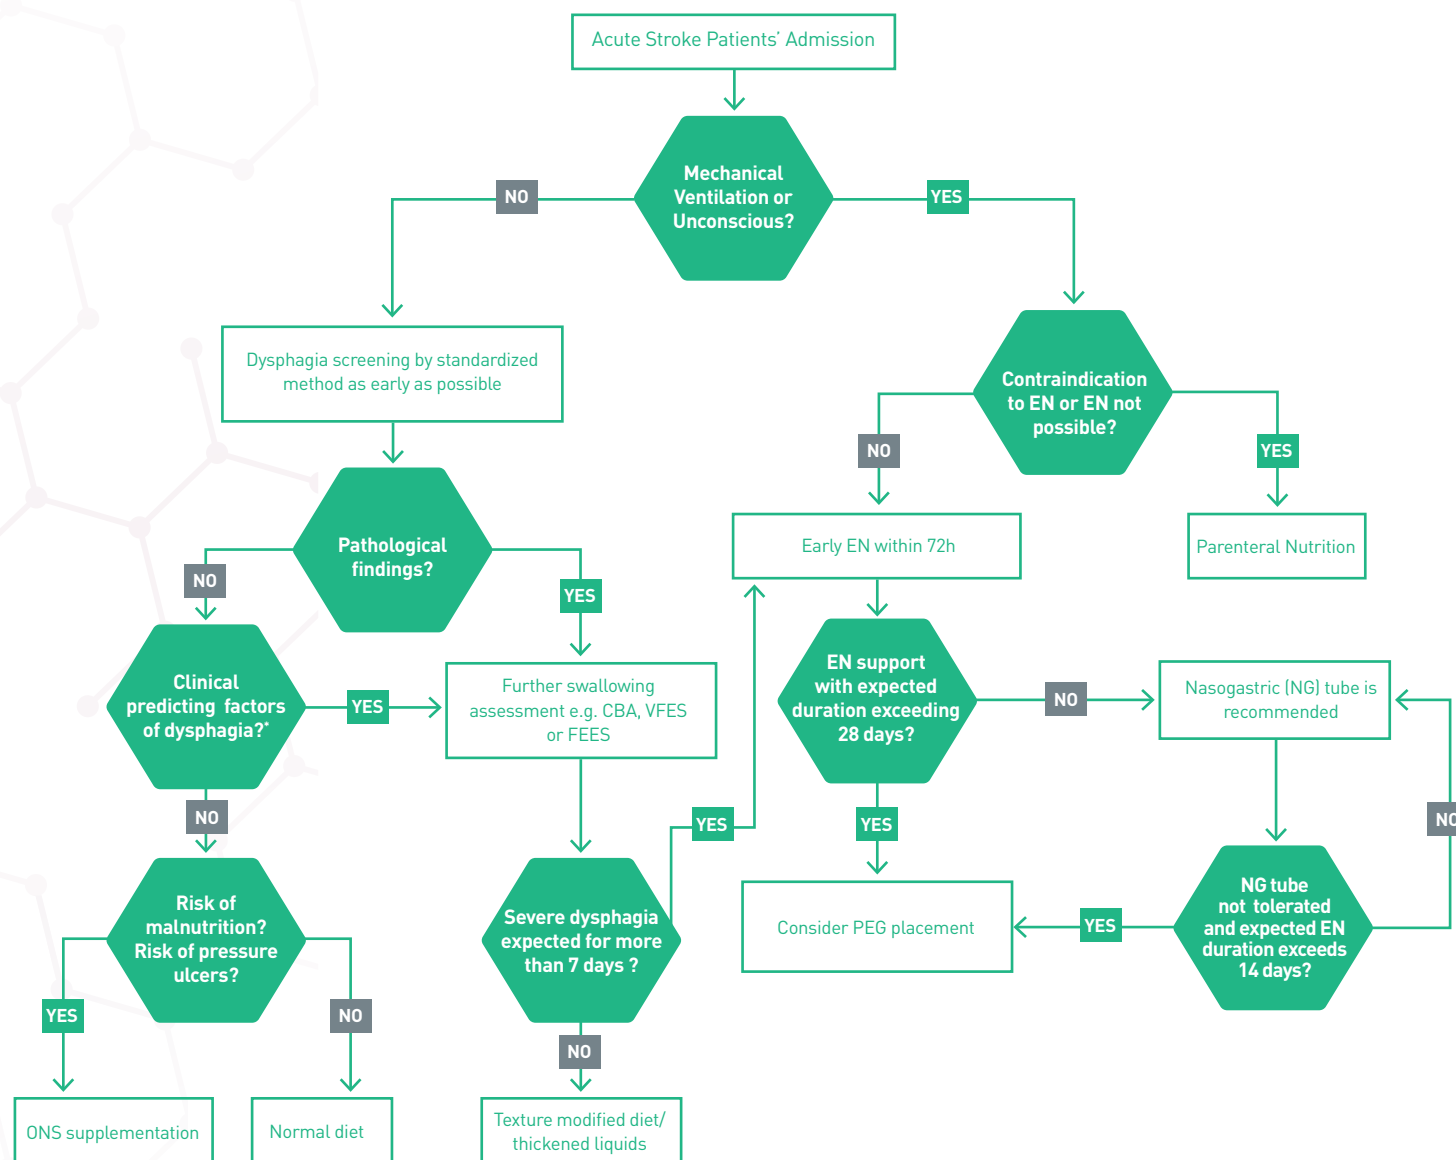 Acute Stroke Patients' Admission
Mechanical
Ventilation or
Unconscious?
NO
YES
Dysphagia screening by standardized
method as early as possible
Contraindication
to EN or EN not
possible?
NO
YES
Pathological
findings?
Early EN within 72h
Parenteral Nutrition
NO
YES
Clinical
predicting factors
of dysphagia?*
YES
Further swallowing
assessment e.g. CBA, VFES
or FEES
EN support
with expected
duration exceeding
28 days?
NO
Nasogastric (NG) tube is
recommended
NO
YES
YES
NO
Risk of
malnutrition?
Risk of pressure
ulcers?
Severe dysphagia
expected for more
than 7 days ?
Consider PEG placement
YES
NG tube
not tolerated
and expected EN
duration exceeds
14 days?
YES
NO
NO
ONS supplementation
Normal diet
Texture modified diet/
thickened liquids